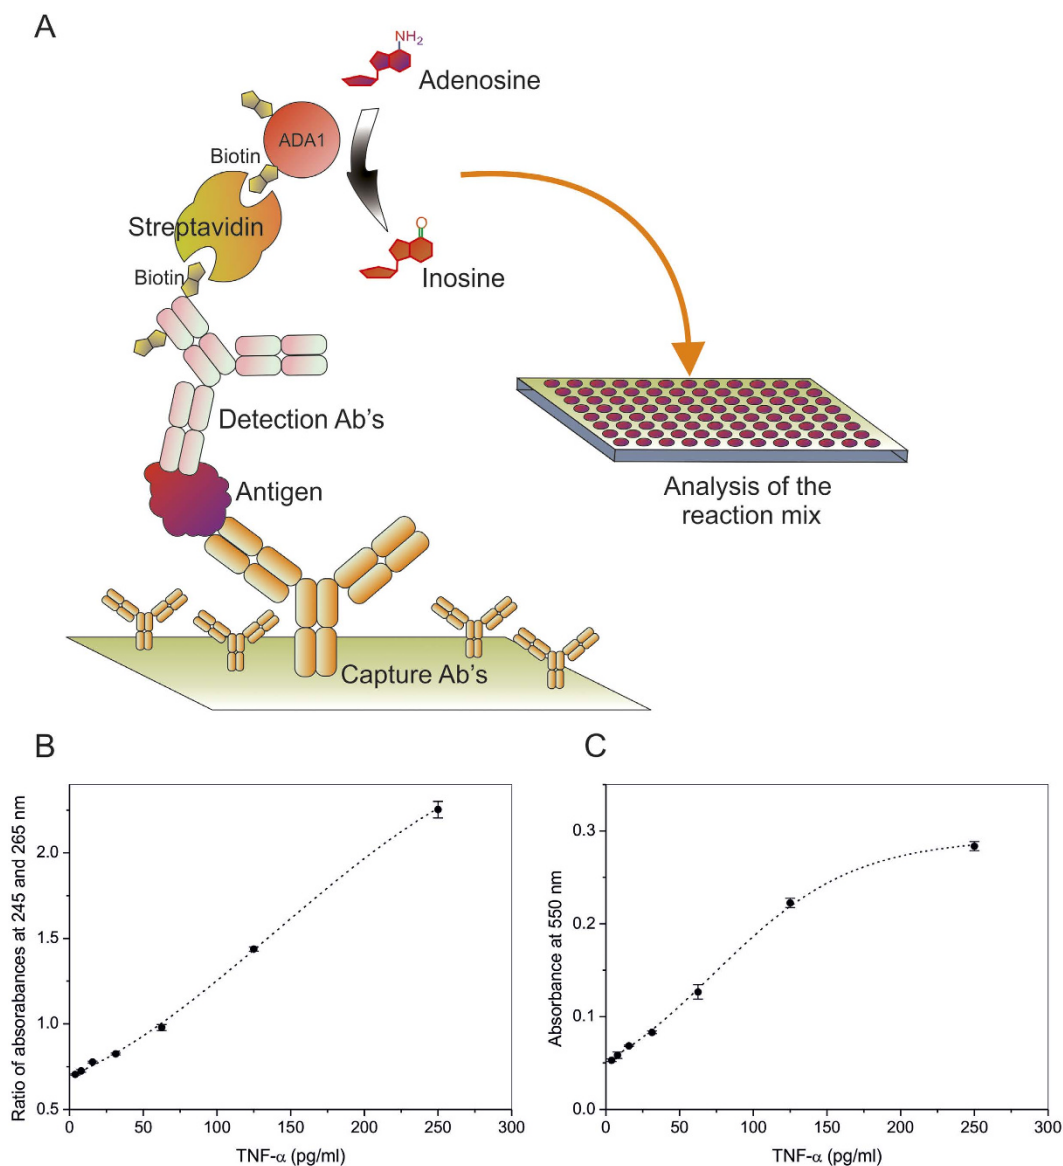 A
NH2
Adenosine
ADA1
Biotin
Streptavidin
Biotin
O
Inosine
Detection Ab's
Antigen
Analysis of the
reaction mix
Capture Ab's
B
Ratio of absorabances at 245 and 265 nm
2.0
1.5
1.0
0.5
0 50 100 150 200 250 300
TNF-α (pg/ml)
C
Absorbance at 550 nm
0.3
0.2
0.1
0.0
0 50 100 150 200 250 300
TNF-α (pg/ml)